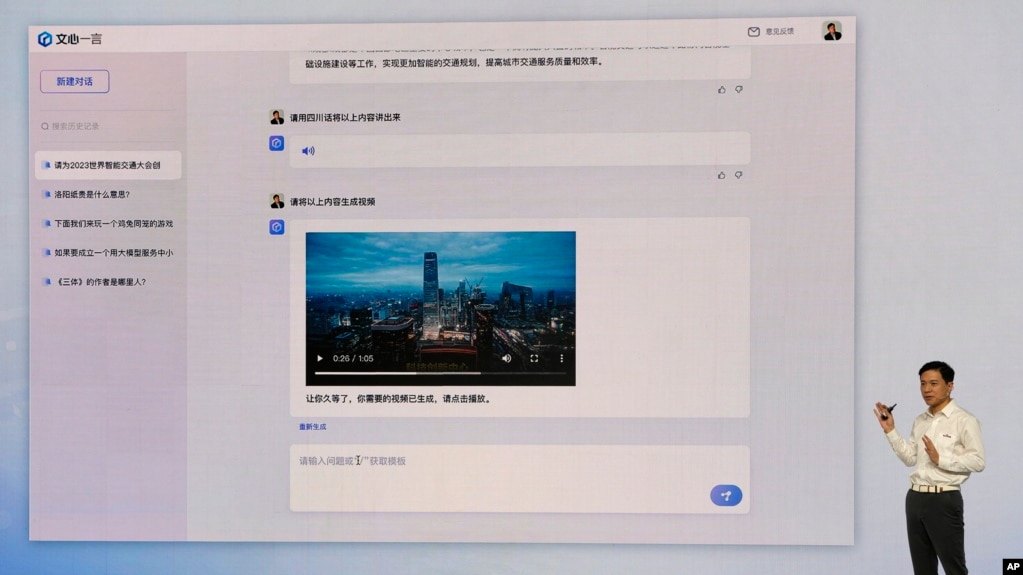 文心一言
意见反馈
新建对话
搜索历史记录
请为2023世界智能交通大会创
洛阳纸贵是什么意思?
下面我们来玩一个鸡兔同笼的游戏
如果要成立一个用大模型服务中小
《三体》的作者是哪里人?
础设施建设等工作，实现更加智能的交通规划，提高城市交通服务质量和效率。
请用四川话将以上内容讲出来
请将以上内容生成视频
科技创新中心
0:26 / 1:05
让你久等了，你需要的视频已生成，请点击播放。
重新生成
请输入问题或"/"获取模板
AP